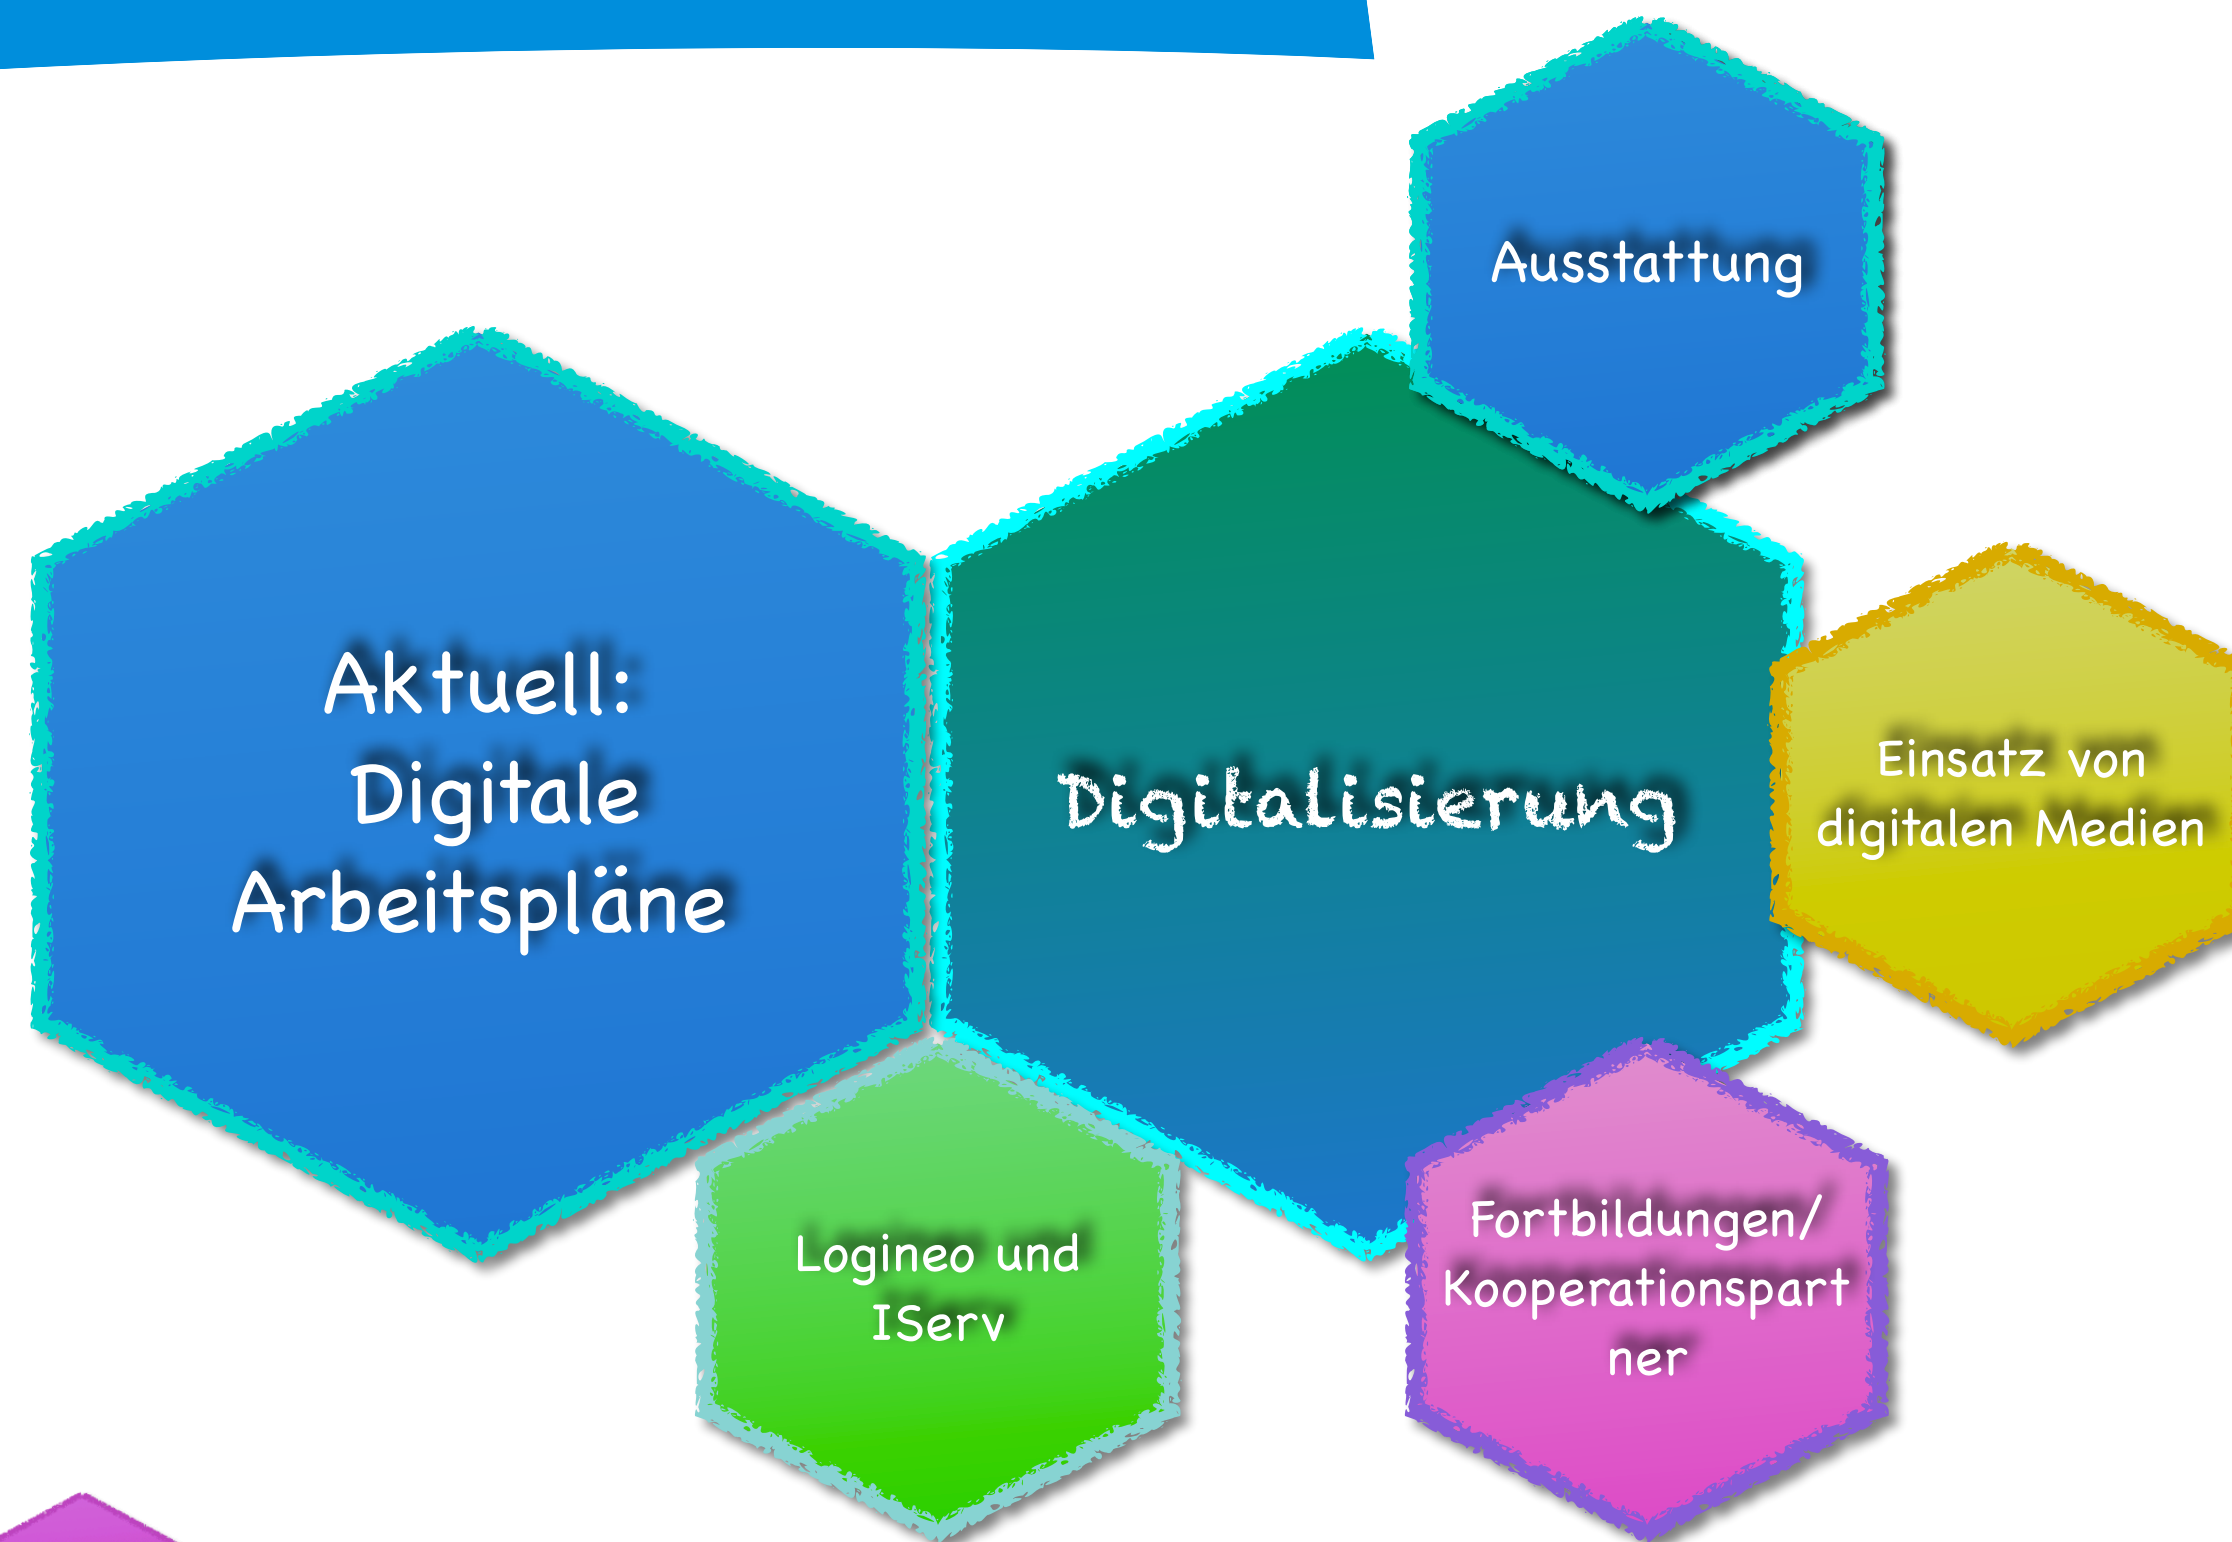 Ausstattung
Aktuell:
Digitale
Arbeitspläne
Digitalisierung
Einsatz von
digitalen Medien
Logineo und
IServ
Fortbildungen/
Kooperationspart
ner